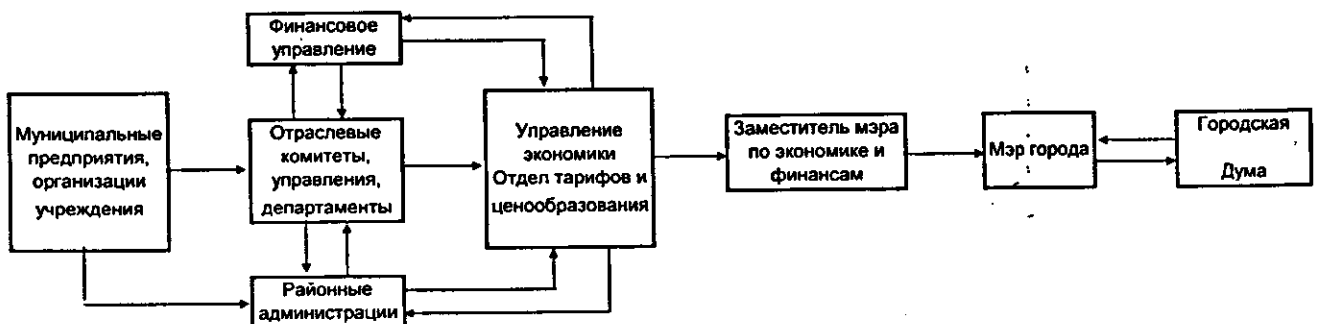 Финансовое
управление
Муниципальные
предприятия,
организации
учреждения
Отраслевые
комитеты,
управления,
департаменты
Районные
администрации
Управление
экономики
Отдел тарифов и
ценообразования
Заместитель мэра
по экономике и
финансам
Мэр города
Городская
Дума